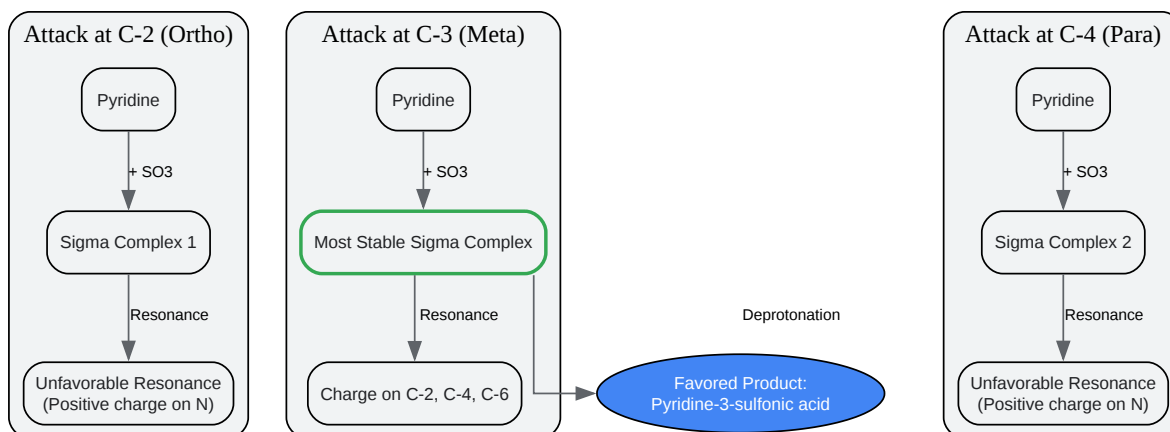 Attack at C-2 (Ortho)
Pyridine
+ SO3
Sigma Complex 1
Resonance
Unfavorable Resonance
(Positive charge on N)
Attack at C-3 (Meta)
Pyridine
+ SO3
Most Stable Sigma Complex
Resonance
Charge on C-2, C-4, C-6
Deprotonation
Favored Product:
Pyridine-3-sulfonic acid
Attack at C-4 (Para)
Pyridine
+ SO3
Sigma Complex 2
Resonance
Unfavorable Resonance
(Positive charge on N)